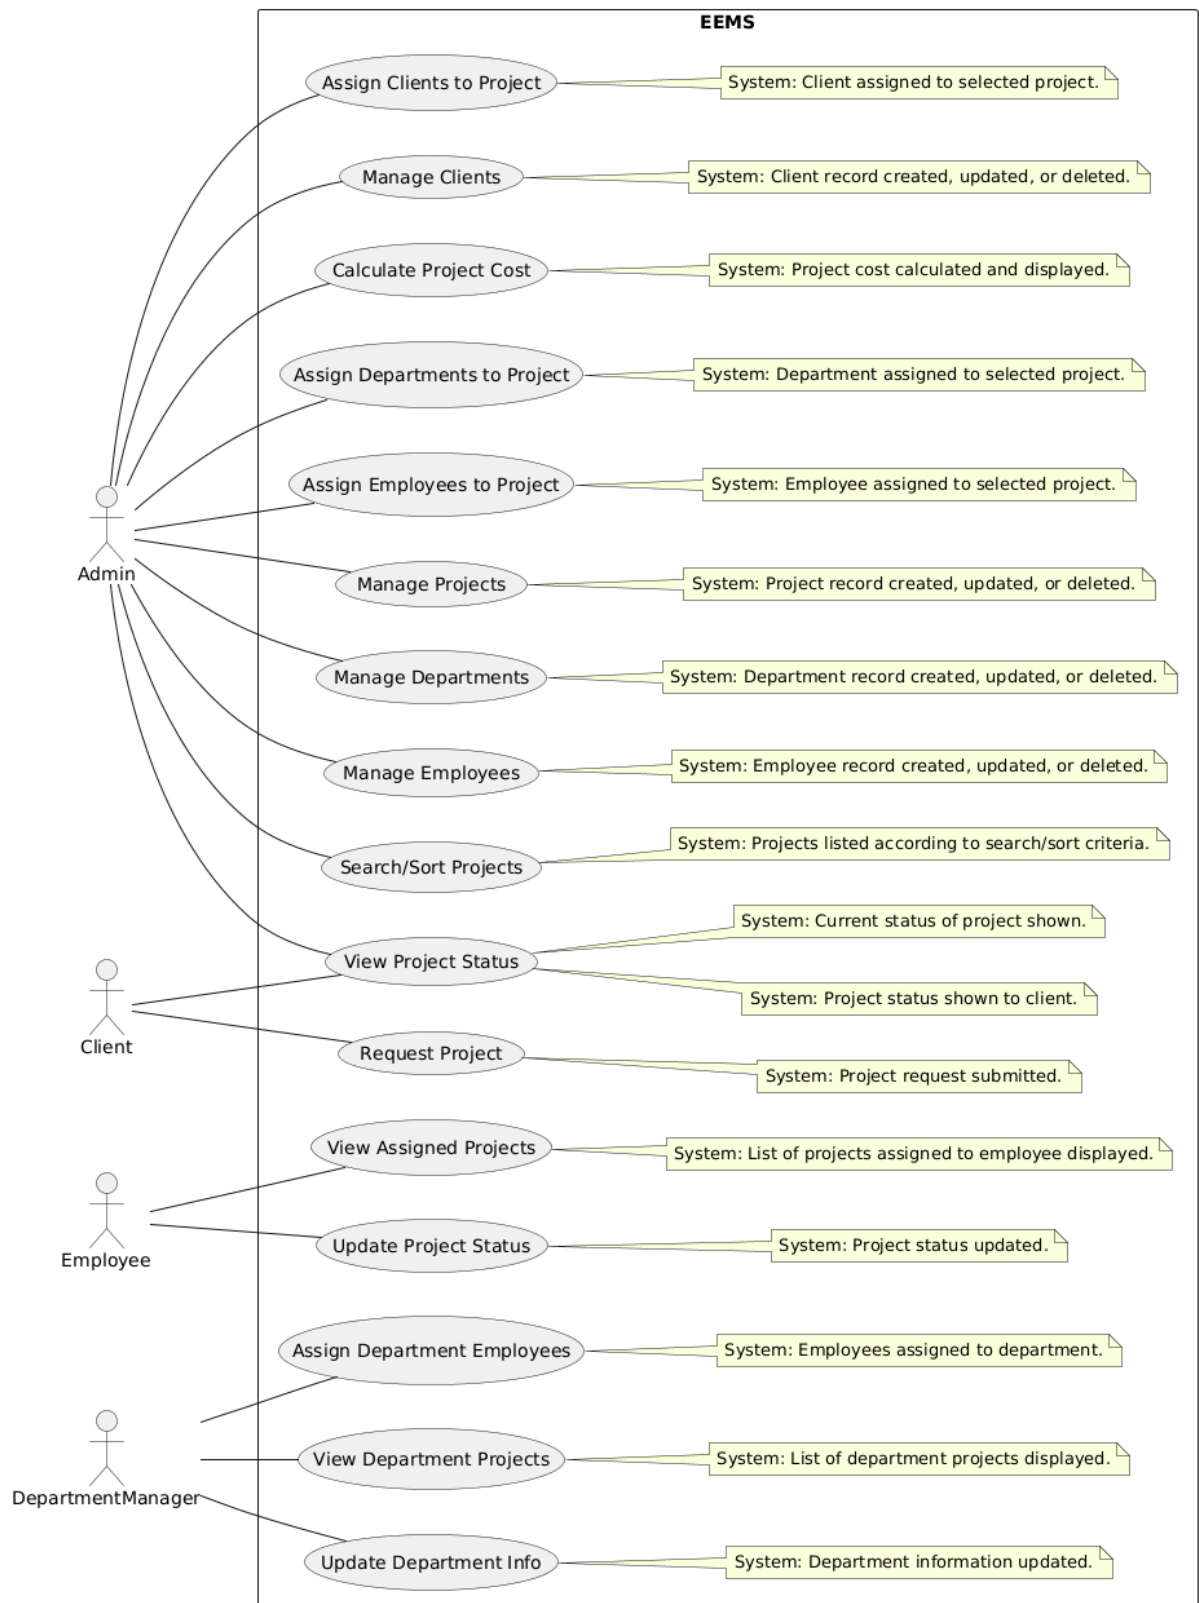 EEMS
Assign Clients to Project
System: Client assigned to selected project.
Manage Clients
System: Client record created, updated, or deleted.
Calculate Project Cost
System: Project cost calculated and displayed.
Assign Departments to Project
System: Department assigned to selected project.
Assign Employees to Project
System: Employee assigned to selected project.
Admin
Manage Projects
System: Project record created, updated, or deleted.
Manage Departments
System: Department record created, updated, or deleted.
Manage Employees
System: Employee record created, updated, or deleted.
Search/Sort Projects
System: Projects listed according to search/sort criteria.
System: Current status of project shown.
View Project Status
System: Project status shown to client.
Client
Request Project
System: Project request submitted.
View Assigned Projects
System: List of projects assigned to employee displayed.
Employee
Update Project Status
System: Project status updated.
Assign Department Employees
System: Employees assigned to department.
View Department Projects
System: List of department projects displayed.
DepartmentManager
Update Department Info
System: Department information updated.